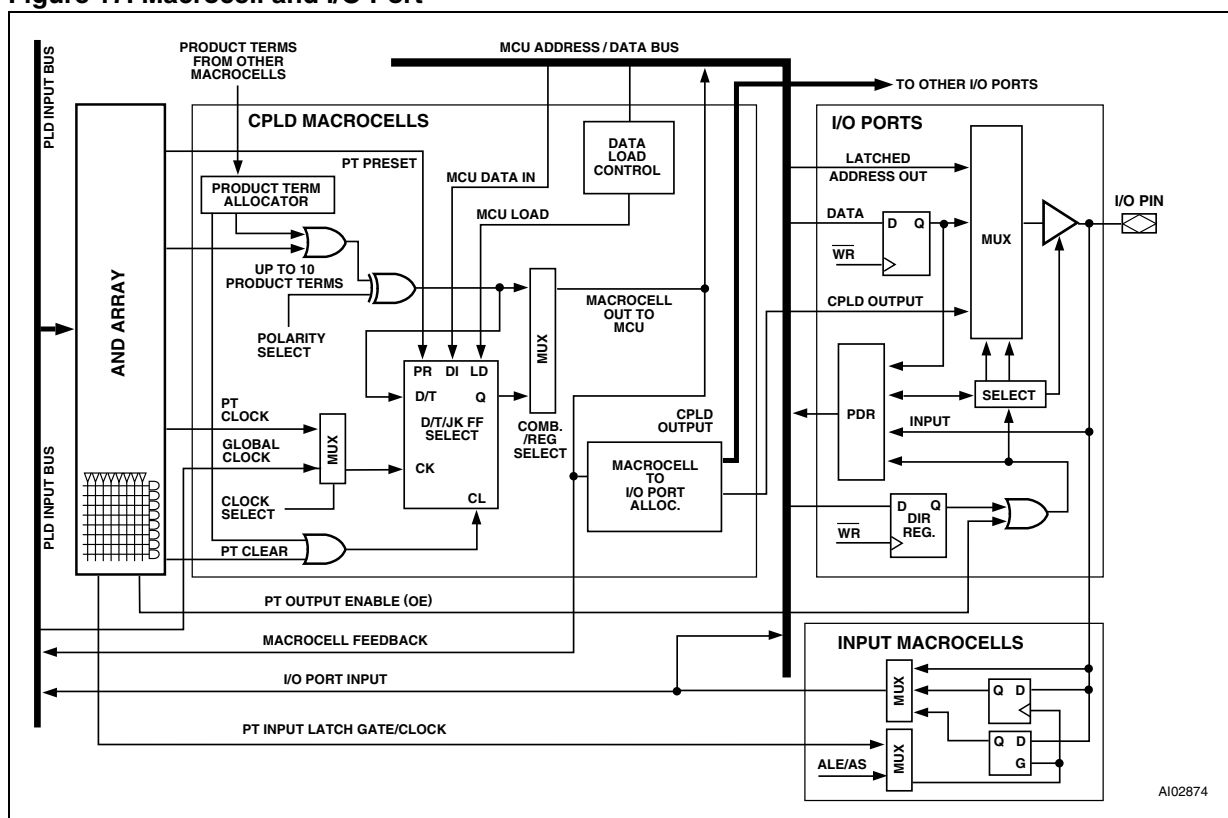 PLD INPUT BUS
PLD INPUT BUS
AND ARRAY
PRODUCT TERMS
FROM OTHER
MACROCELLS
MCU ADDRESS / DATA BUS
TO OTHER I/O PORTS
CPLD MACROCELLS
PT PRESET
PRODUCT TERM
ALLOCATOR
MCU DATA IN
MCU LOAD
DATA
LOAD
CONTROL
UP TO 10
PRODUCT TERMS
POLARITY
SELECT
MUX
MACROCELL
OUT TO
MCU
PR DI LD
D/T Q
D/T/JK FF
SELECT
CK
CL
COMB.
/REG
SELECT
PT
CLOCK
GLOBAL
CLOCK
MUX
CLOCK
SELECT
PT CLEAR
CPLD
OUTPUT
MACROCELL
TO
I/O PORT
ALLOC.
I/O PORTS
LATCHED
ADDRESS OUT
DATA
D Q
WR
MUX
I/O PIN
CPLD OUTPUT
PDR
SELECT
INPUT
D Q
DIR
REG.
WR
PT OUTPUT ENABLE (OE)
MACROCELL FEEDBACK
I/O PORT INPUT
PT INPUT LATCH GATE/CLOCK
INPUT MACROCELLS
MUX
Q D
Q D
G
MUX
ALE/AS
AI02874